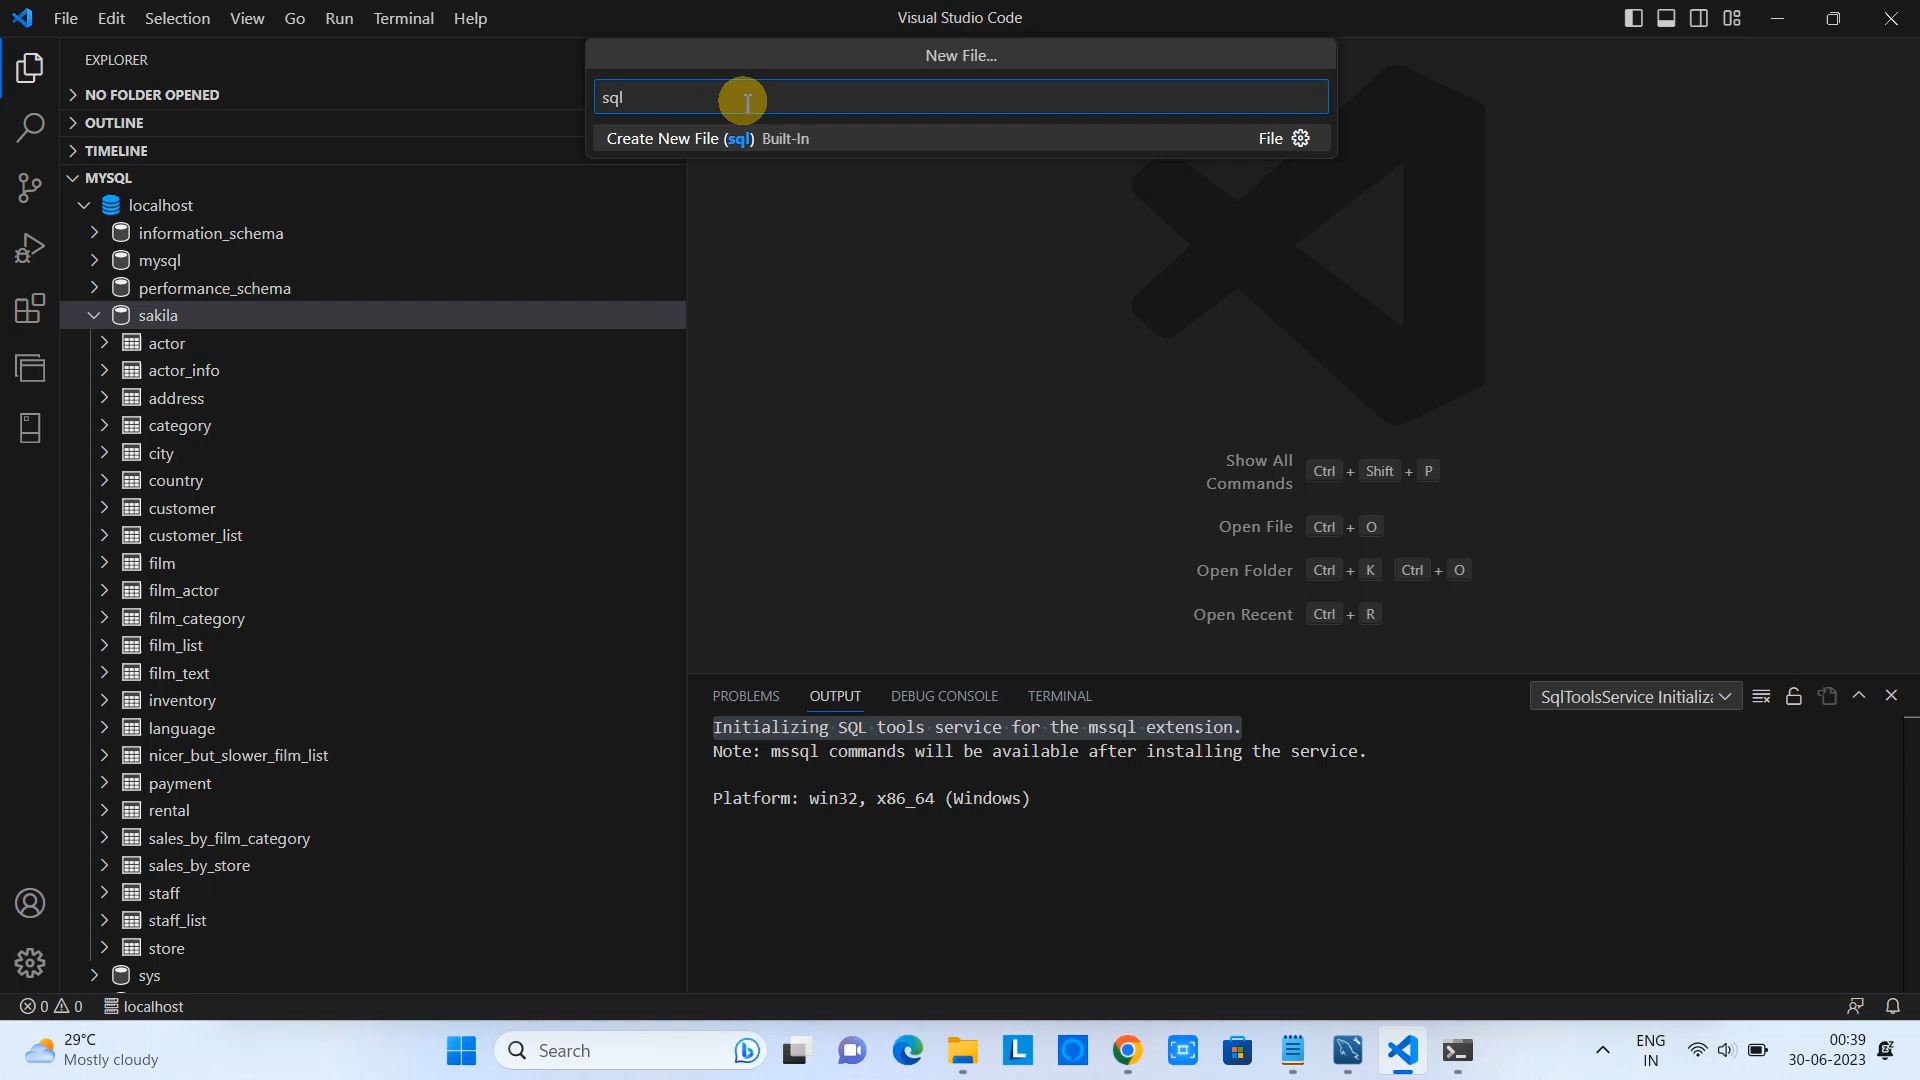 File Edit Selection View Go Run Terminal Help
Visual Studio Code
New File...
sql
Create New File (sql) Built-In
File
EXPLORER
NO FOLDER OPENED
OUTLINE
TIMELINE
MYSQL
localhost
information_schema
mysql
performance_schema
sakila
actor
actor_info
address
category
city
country
customer
customer_list
film
film_actor
film_category
film_list
film_text
inventory
language
nicer_but_slower_film_list
payment
rental
sales_by_film_category
sales_by_store
staff
staff_list
store
sys
Show All
Commands
Ctrl + Shift + P
Open File Ctrl + O
Open Folder Ctrl + K Ctrl + O
Open Recent Ctrl + R
PROBLEMS OUTPUT DEBUG CONSOLE TERMINAL
SqlToolsService Initializ
Initializing SQL tools service for the mssql extension.
Note: mssql commands will be available after installing the service.
Platform: win32, x86_64 (Windows)
0 0 localhost
29°C
Mostly cloudy
Search
ENG
IN
00:39
30-06-2023